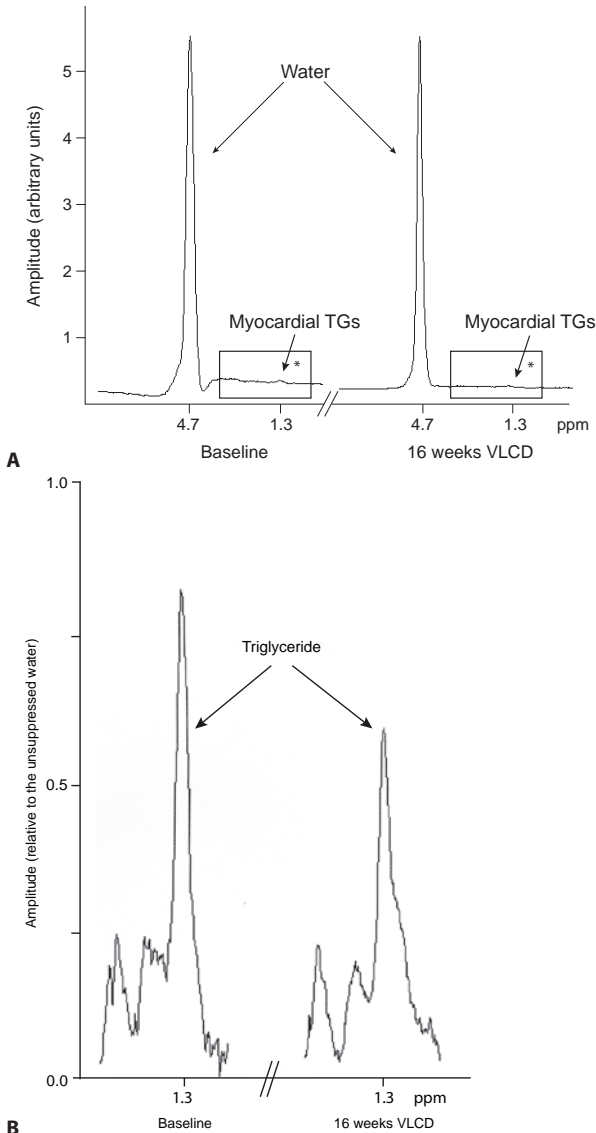 5
4
3
2
1
Amplitude (arbitrary units)
Water
Myocardial TGs
Myocardial TGs
*
*
4.7
1.3
4.7
1.3
ppm
Baseline
16 weeks VLCD
A
1.0
0.5
0.0
Amplitude (relative to the unsuppressed water)
Triglyceride
1.3
1.3
ppm
Baseline
16 weeks VLCD
B